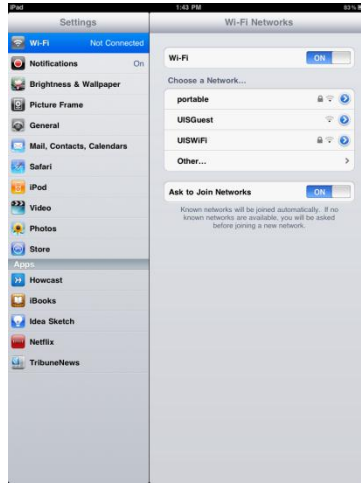 iPad 1:43 PM 93%
Settings
Wi-Fi Not Connected
Notifications On
Brightness & Wallpaper
Picture Frame
General
Mail, Contacts, Calendars
Safari
iPod
Video
Photos
Store
Apps
Howcast
iBooks
Idea Sketch
Netflix
TribuneNews
Wi-Fi Networks
Wi-Fi ON
Choose a Network...
portable
UISGuest
UISWiFi
Other...
Ask to Join Networks ON
Known networks will be joined automatically. If no
known networks are available, you will be asked
before joining a new network.